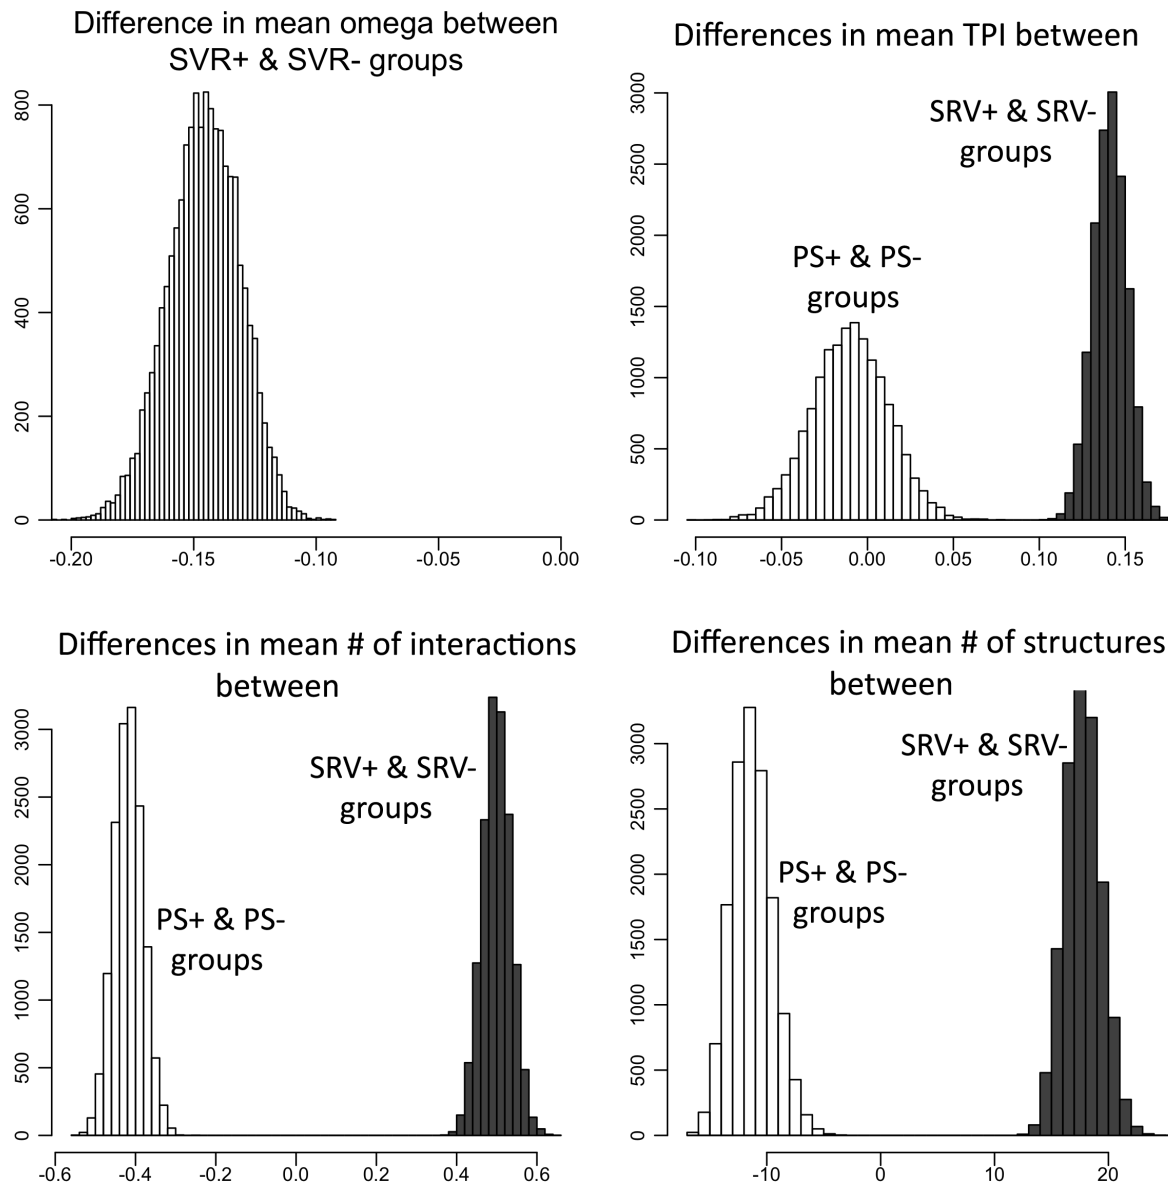 Difference in mean omega between
SVR+ & SVR- groups
800
600
400
200
0
-0.20 -0.15 -0.10 -0.05 0.00
Differences in mean TPI between
SRV+ & SRV-
groups
PS+ & PS-
groups
3000
2500
2000
1500
1000
500
0
-0.10 -0.05 0.00 0.05 0.10 0.15
Differences in mean # of interactions
between
SRV+ & SRV-
groups
PS+ & PS-
groups
3000
2500
2000
1500
1000
500
0
-0.6 -0.4 -0.2 0.0 0.2 0.4 0.6
Differences in mean # of structures
between
SRV+ & SRV-
groups
PS+ & PS-
groups
3000
2500
2000
1500
1000
500
0
-10 0 10 20